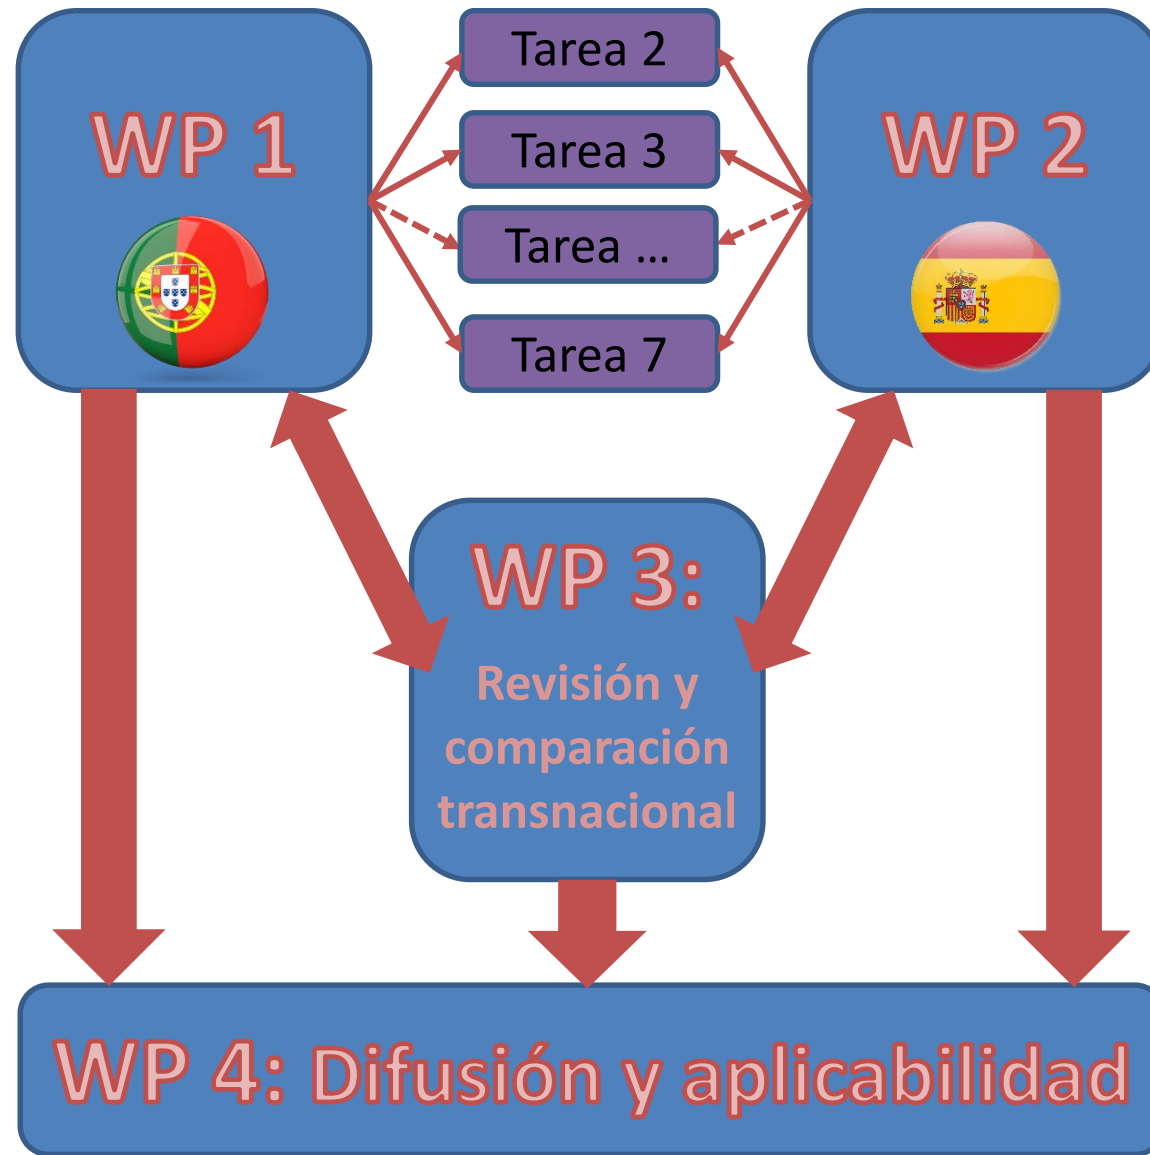 WP 1
Tarea 2
Tarea 3
Tarea ...
Tarea 7
WP 2
WP 3:
Revisión y
comparación
transnacional
WP 4: Difusión y aplicabilidad